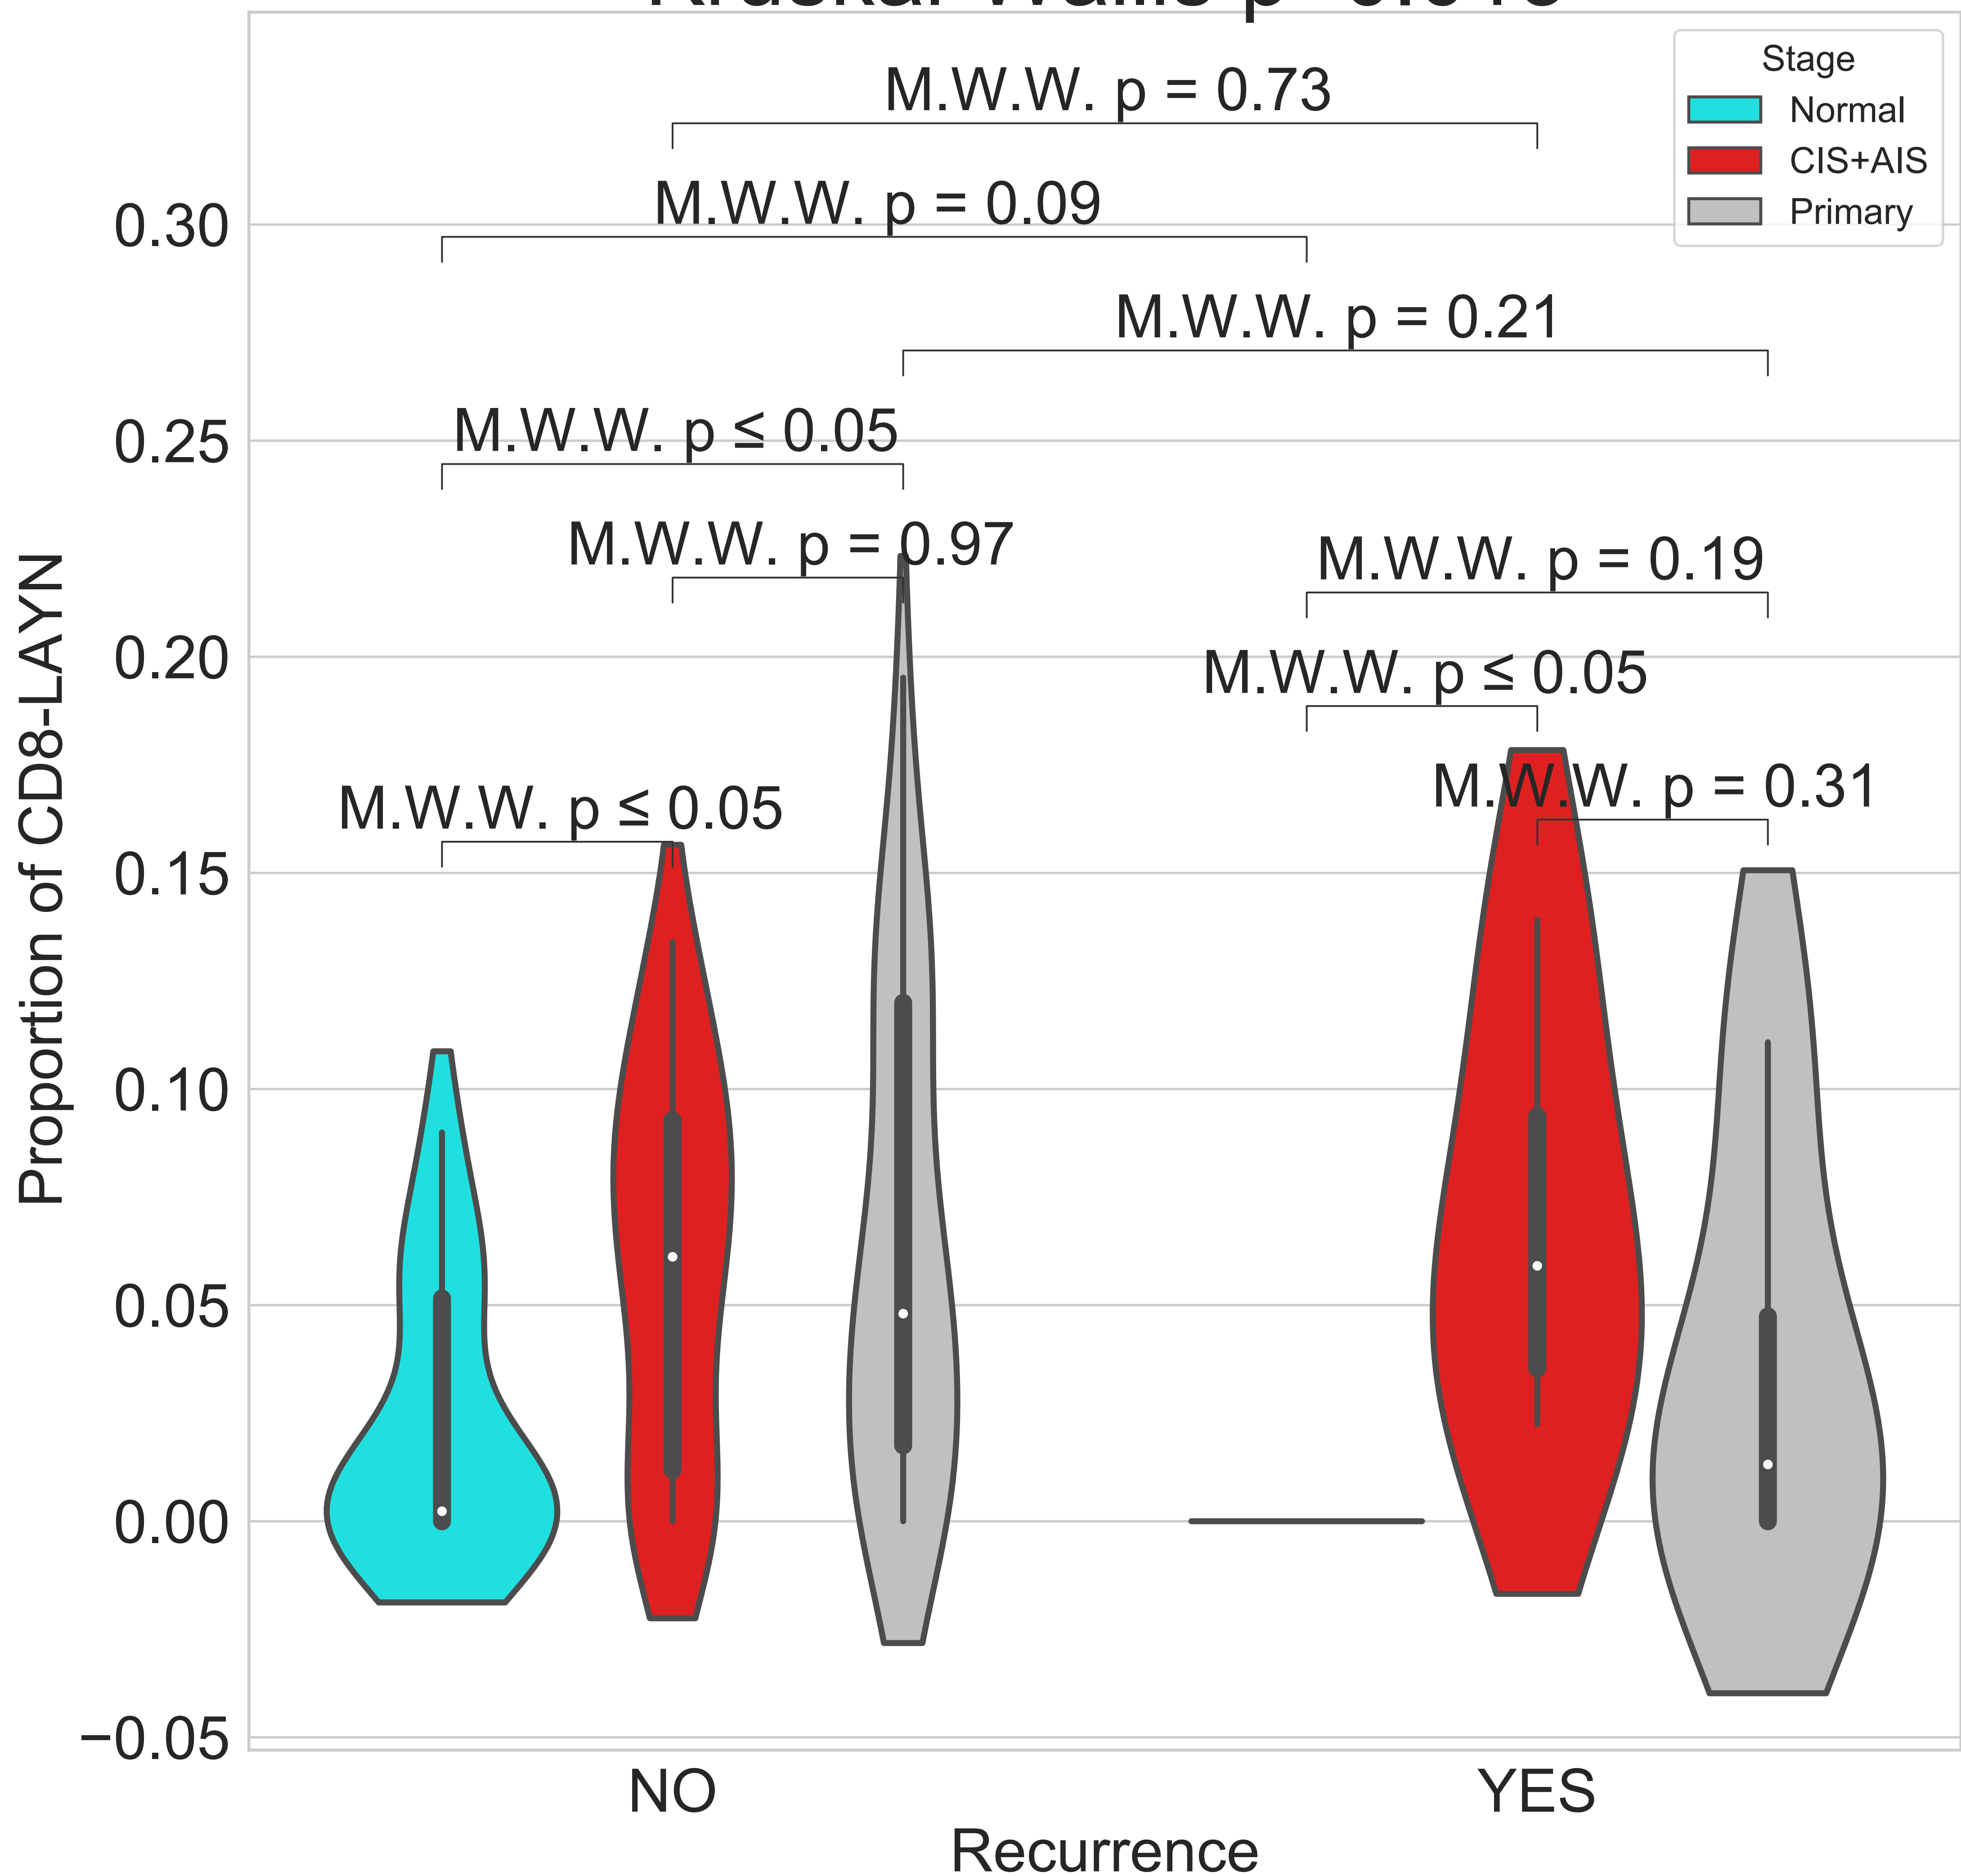 M.W.W. p = 0.73
M.W.W. p = 0.09
M.W.W. p = 0.21
M.W.W. p ≤ 0.05
M.W.W. p = 0.97
M.W.W. p = 0.19
M.W.W. p ≤ 0.05
M.W.W. p = 0.31
M.W.W. p ≤ 0.05
Stage
Normal
CIS+AIS
Primary
Proportion of CD8-LAYN
0.30
0.25
0.20
0.15
0.10
0.05
0.00
−0.05
NO
YES
Recurrence